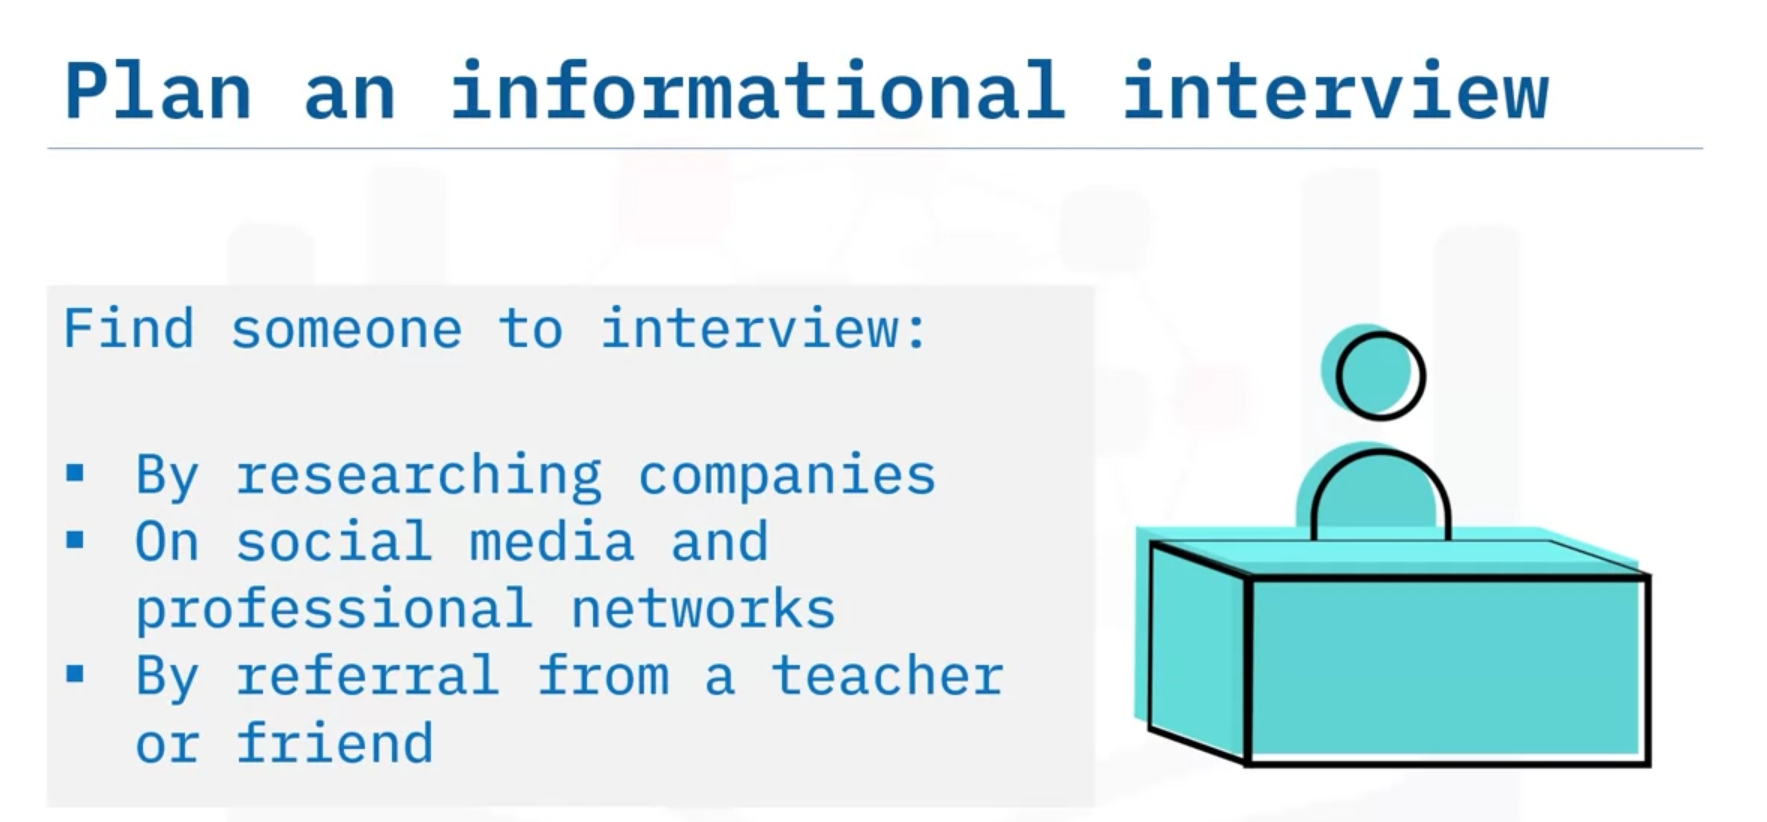 Plan an informational interview
Find someone to interview:
▪ By researching companies
▪ On social media and
professional networks
▪ By referral from a teacher
or friend